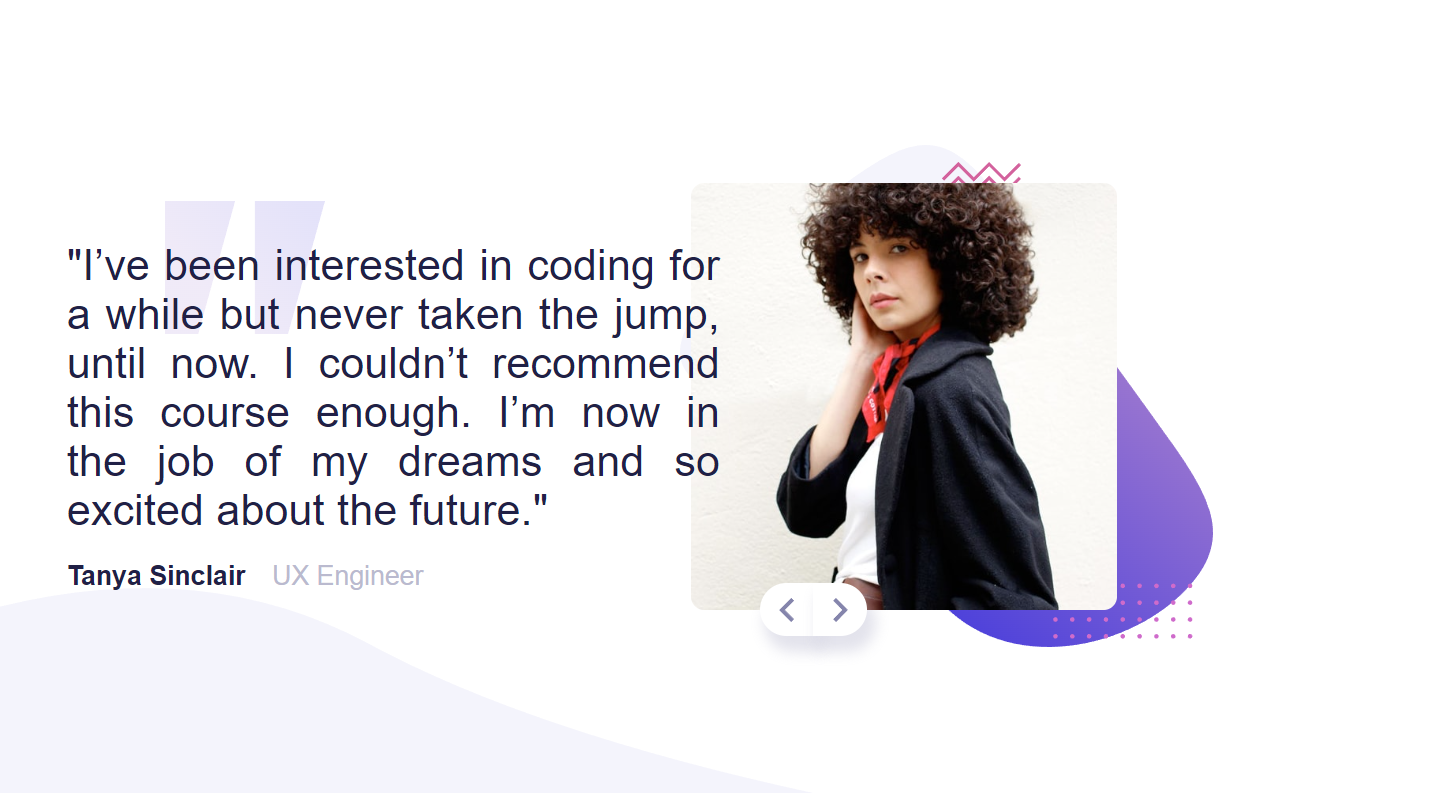 "I’ve been interested in coding for
a while but never taken the jump,
until now. I couldn’t recommend
this course enough. I’m now in
the job of my dreams and so
excited about the future."
Tanya Sinclair UX Engineer